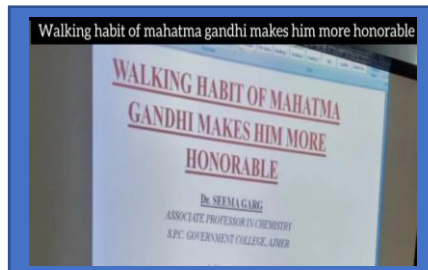 Walking habit of mahatma gandhi makes him more honorable
WALKING HABIT OF MAHATMA
GANDHI MAKES HIM MORE
HONORABLE
Dr. SEEMA GARG
ASSOCIATE PROFESSOR IN CHEMISTRY
S.P.C. GOVERNMENT COLLEGE, AJMER